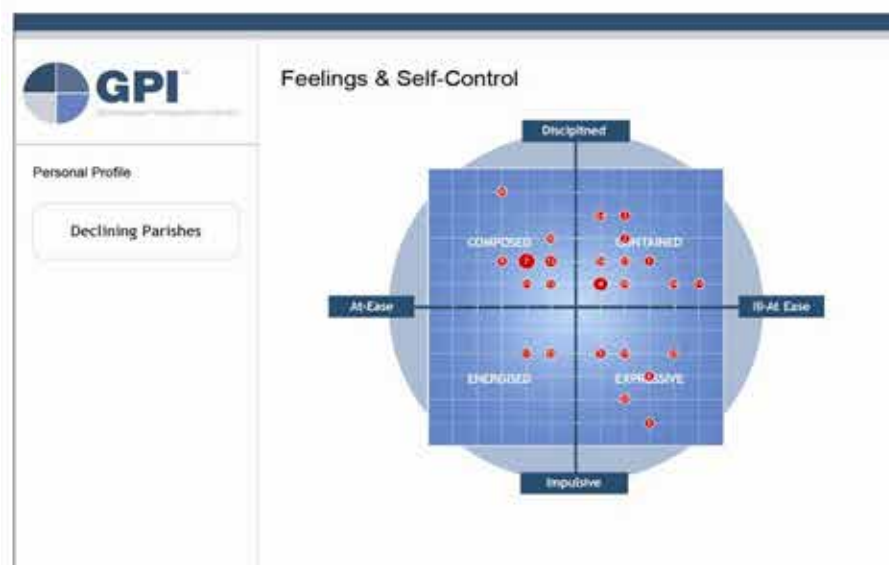 GPI
Feelings & Self-Control
Personal Profile
Declining Parishes
Disciplined
COMPOSED
CONTAINED
At-Ease
Ill-At Ease
ENERGISED
EXPRESSIVE
Impulsive